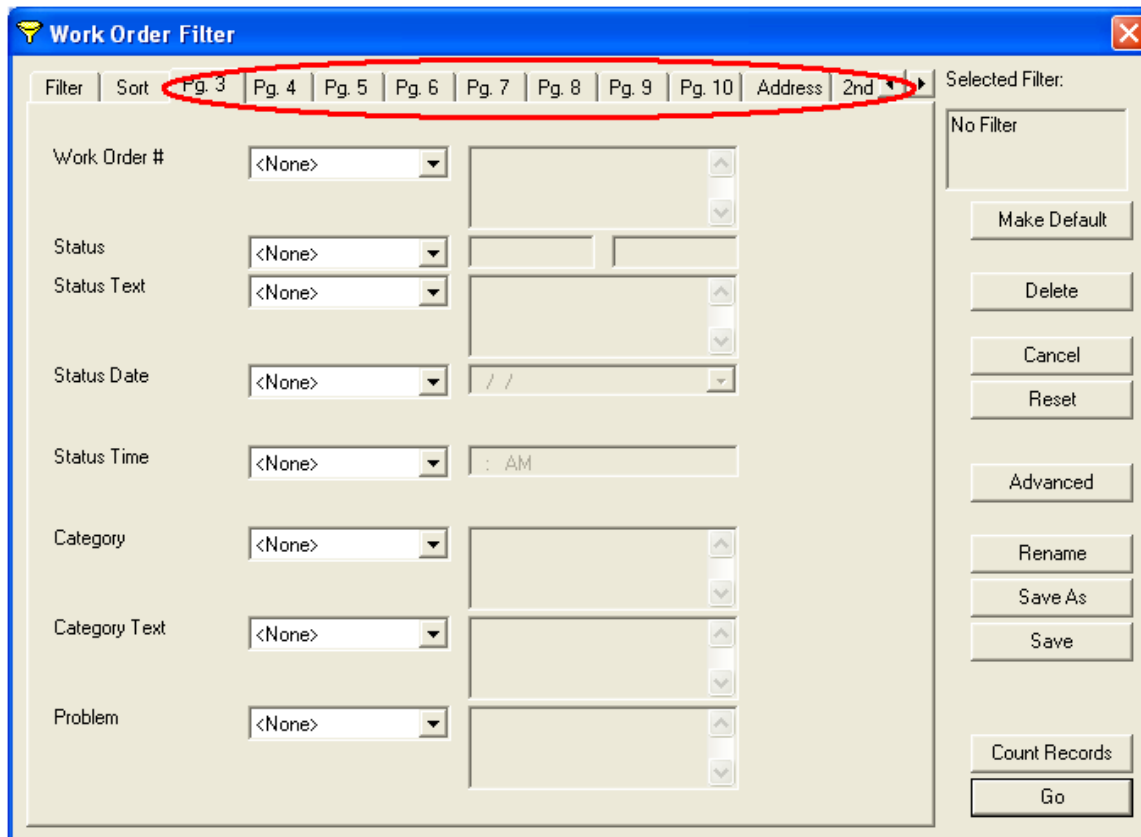 Work Order Filter
Filter Sort Pg. 3 Pg. 4 Pg. 5 Pg. 6 Pg. 7 Pg. 8 Pg. 9 Pg. 10 Address 2nd
Selected Filter:
No Filter
Work Order # <None>
Status <None>
Status Text <None>
Status Date <None> / /
Status Time <None> : AM
Category <None>
Category Text <None>
Problem <None>
Make Default
Delete
Cancel
Reset
Advanced
Rename
Save As
Save
Count Records
Go